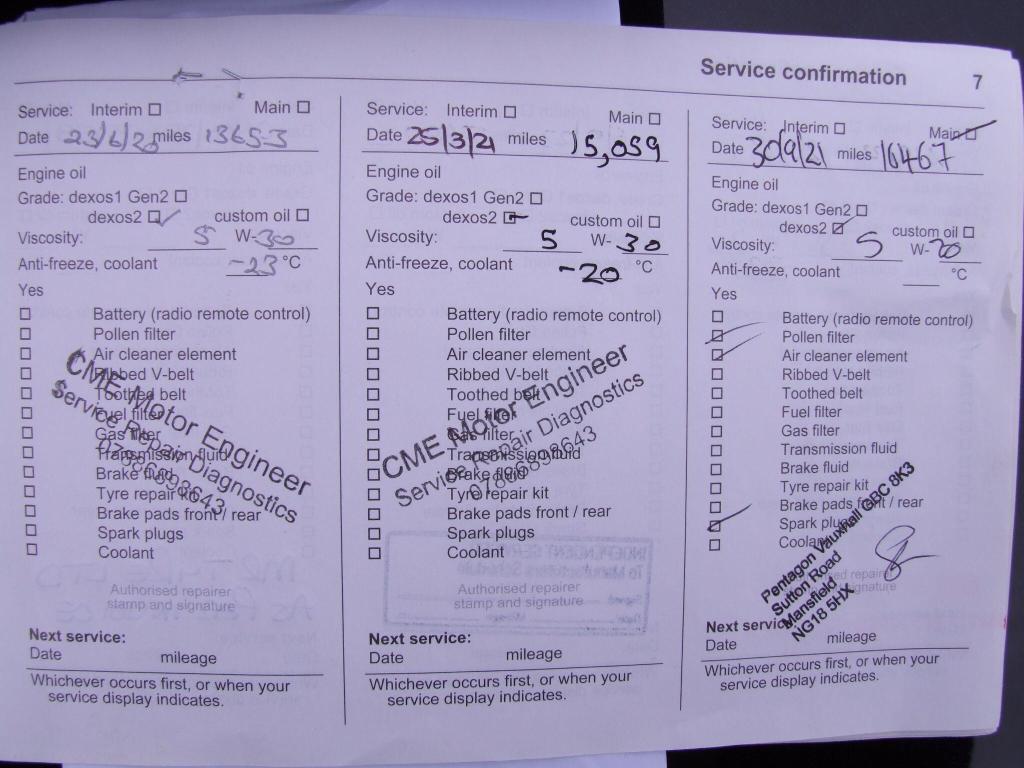 Service confirmation 7
Service: Interim Main
Date 23/6/20 miles 13653
Engine oil
Grade: dexos1 Gen2
dexos2 custom oil
Viscosity: 5 W-30
Anti-freeze, coolant -23 °C
Yes
Battery (radio remote control)
Pollen filter
Air cleaner element
Ribbed V-belt
Toothed belt
Fuel filter
Gas filter
Transmission fluid
Brake fluid
Tyre repair kit
Brake pads front / rear
Spark plugs
Coolant
CME Motor Engineer
Service Repair Diagnostics
07886898643
Authorised repairer
stamp and signature
Next service:
Date mileage
Whichever occurs first, or when your
service display indicates.
Service: Interim Main
Date 25/3/21 miles 15,059
Engine oil
Grade: dexos1 Gen2
dexos2 custom oil
Viscosity: 5 W-30
Anti-freeze, coolant -20 °C
Yes
Battery (radio remote control)
Pollen filter
Air cleaner element
Ribbed V-belt
Toothed belt
Fuel filter
Gas filter
Transmission fluid
Brake fluid
Tyre repair kit
Brake pads front / rear
Spark plugs
Coolant
CME Motor Engineer
Service Repair Diagnostics
07886898643
Authorised repairer
stamp and signature
Next service:
Date mileage
Whichever occurs first, or when your
service display indicates.
Service: Interim Main
Date 30/9/21 miles 16467
Engine oil
Grade: dexos1 Gen2
dexos2 custom oil
Viscosity: 5 W-
Anti-freeze, coolant °C
Yes
Battery (radio remote control)
Pollen filter
Air cleaner element
Ribbed V-belt
Toothed belt
Fuel filter
Gas filter
Transmission fluid
Brake fluid
Tyre repair kit
Brake pads front / rear
Spark plugs
Coolant
Pentagon Vauxhall GBC 8K3
Sutton Road
Mansfield
NG18 5HX
repairer
signature
Next service:
Date mileage
Whichever occurs first, or when your
service display indicates.